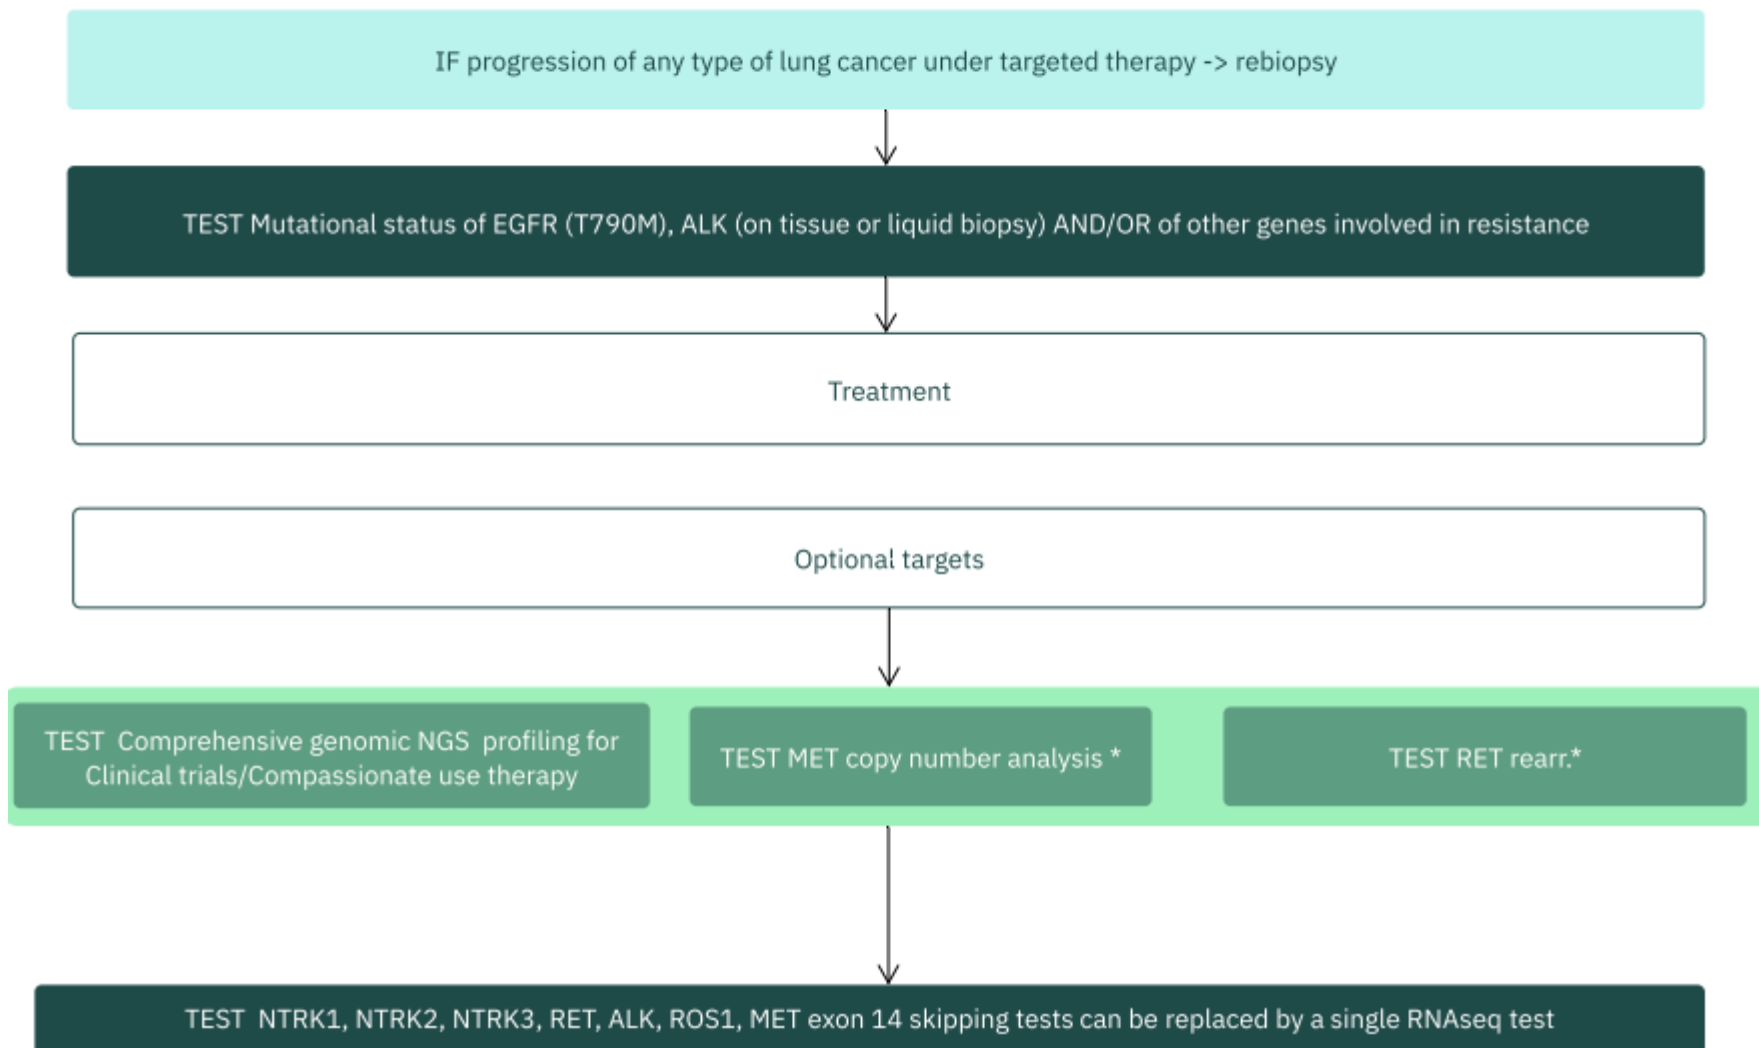 IF progression of any type of lung cancer under targeted therapy -> rebiopsy
TEST Mutational status of EGFR (T790M), ALK (on tissue or liquid biopsy) AND/OR of other genes involved in resistance
Treatment
Optional targets
TEST  Comprehensive genomic NGS  profiling for
Clinical trials/Compassionate use therapy
TEST MET copy number analysis *
TEST RET rearr.*
TEST  NTRK1, NTRK2, NTRK3, RET, ALK, ROS1, MET exon 14 skipping tests can be replaced by a single RNAseq test